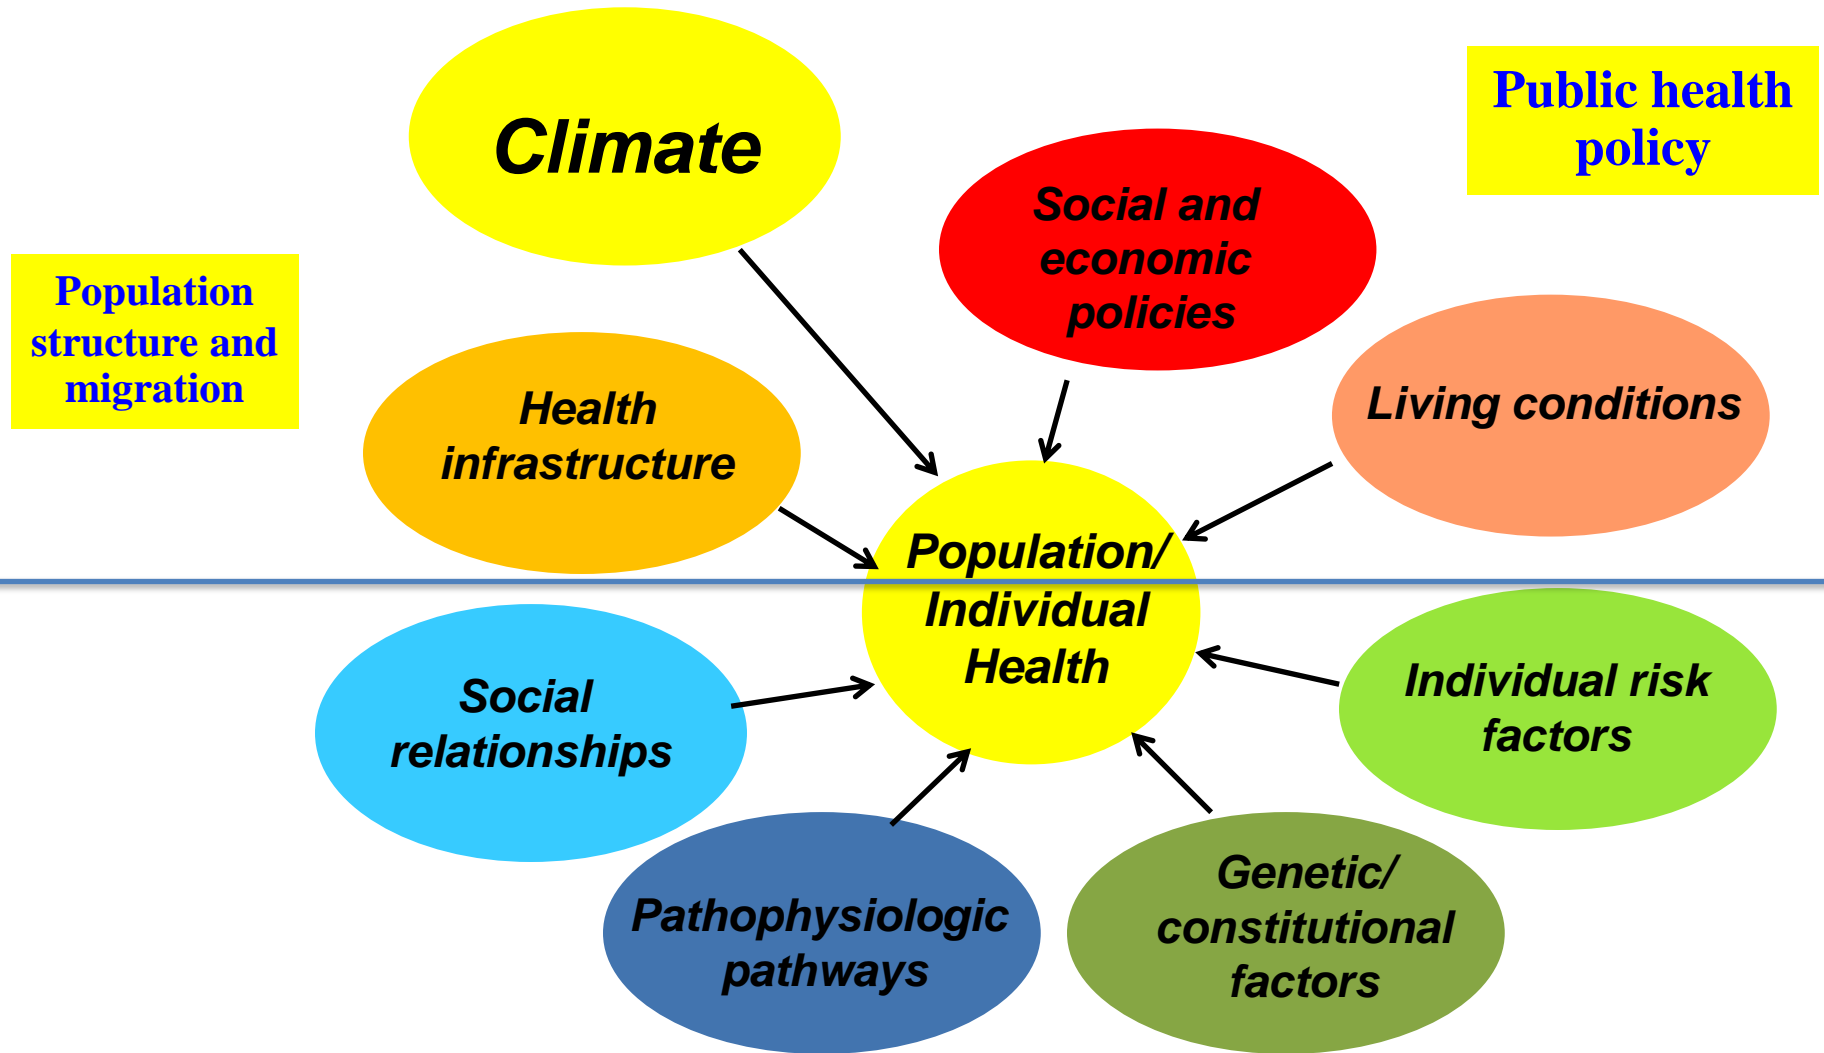 Climate
Public health
policy
Social and
economic
policies
Population
structure and
migration
Health
infrastructure
Living conditions
Population/
Individual
Health
Social
relationships
Individual risk
factors
Pathophysiologic
pathways
Genetic/
constitutional
factors